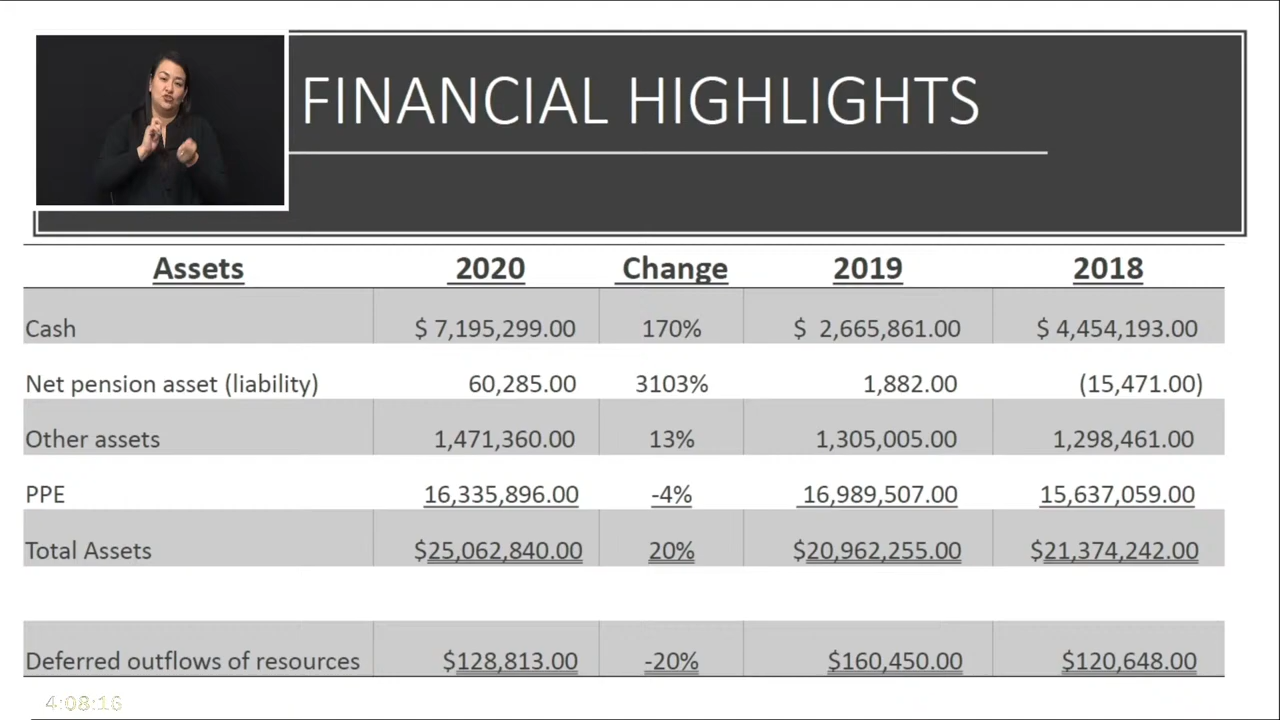 FINANCIAL HIGHLIGHTS
Assets 2020 Change 2019 2018
Cash $ 7,195,299.00 170% $ 2,665,861.00 $ 4,454,193.00
Net pension asset (liability) 60,285.00 3103% 1,882.00 (15,471.00)
Other assets 1,471,360.00 13% 1,305,005.00 1,298,461.00
PPE 16,335,896.00 -4% 16,989,507.00 15,637,059.00
Total Assets $25,062,840.00 20% $20,962,255.00 $21,374,242.00
Deferred outflows of resources $128,813.00 -20% $160,450.00 $120,648.00
4:08:16